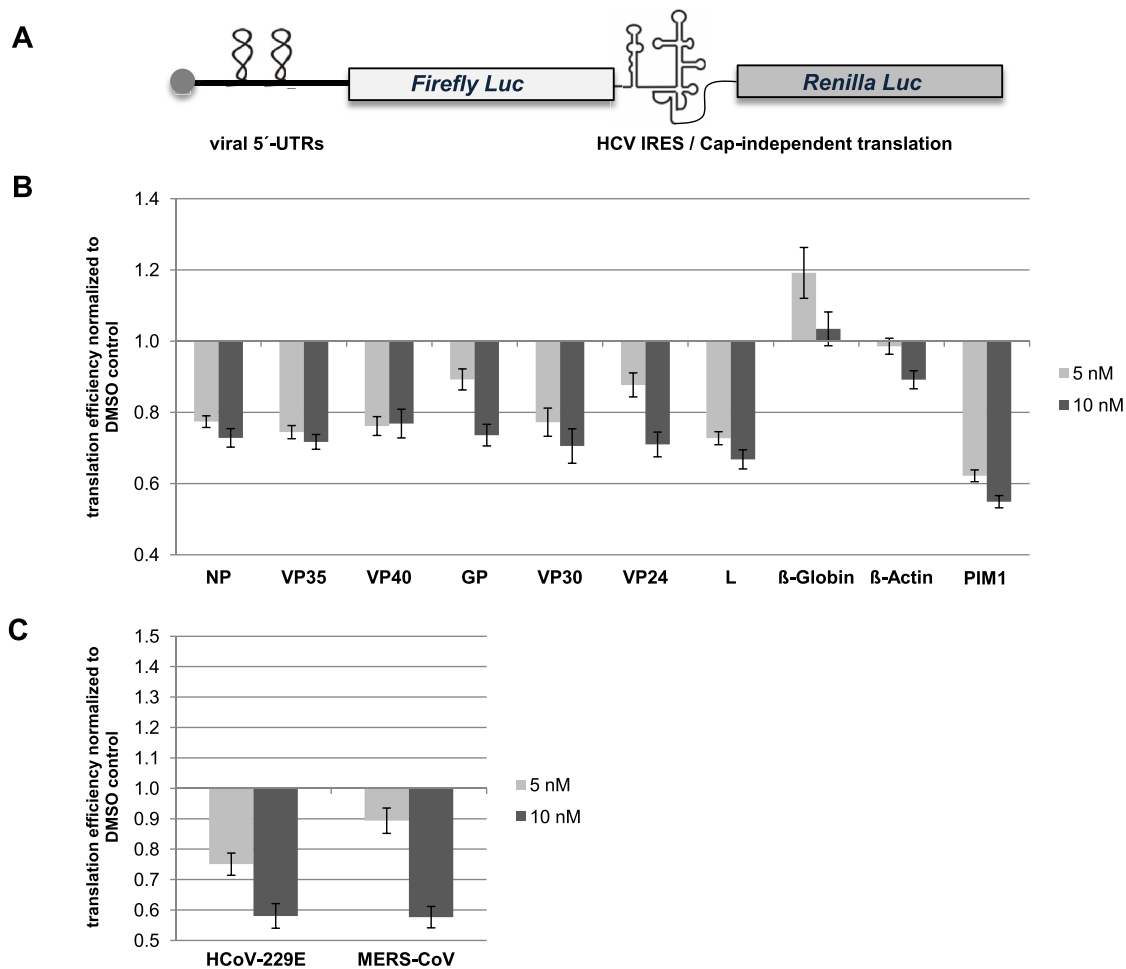 A
Firefly Luc
Renilla Luc
viral 5´-UTRs
HCV IRES / Cap-independent translation
B
translation efficiency normalized to
DMSO control
1.4
1.2
1.0
0.8
0.6
0.4
NP VP35 VP40 GP VP30 VP24 L ß-Globin ß-Actin PIM1
5 nM
10 nM
C
translation efficiency normalized to
DMSO control
1.5
1.4
1.3
1.2
1.1
1.0
0.9
0.8
0.7
0.6
0.5
HCoV-229E MERS-CoV
5 nM
10 nM